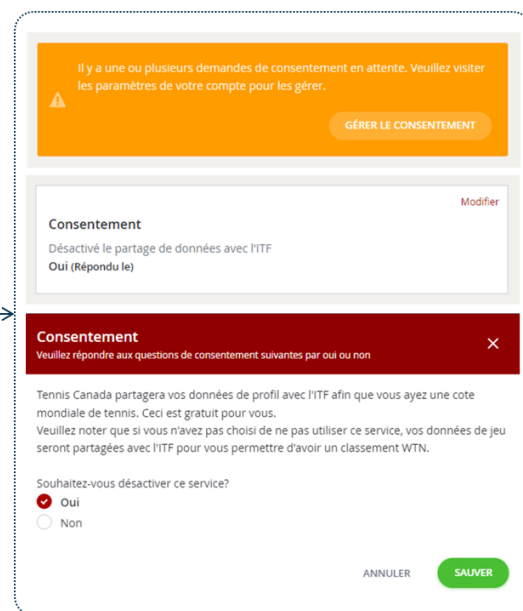 Il y a une ou plusieurs demandes de consentement en attente. Veuillez visiter
les paramètres de votre compte pour les gérer.
GÉRER LE CONSENTEMENT
Modifier
Consentement
Désactivé le partage de données avec l'ITF
Oui (Répondu le)
Consentement
Veuillez répondre aux questions de consentement suivantes par oui ou non
Tennis Canada partagera vos données de profil avec l'ITF afin que vous ayez une cote
mondiale de tennis. Ceci est gratuit pour vous.
Veuillez noter que si vous n'avez pas choisi de ne pas utiliser ce service, vos données de jeu
seront partagées avec l'ITF pour vous permettre d'avoir un classement WTN.
Souhaitez-vous désactiver ce service?
Oui
Non
ANNULER SAUVER